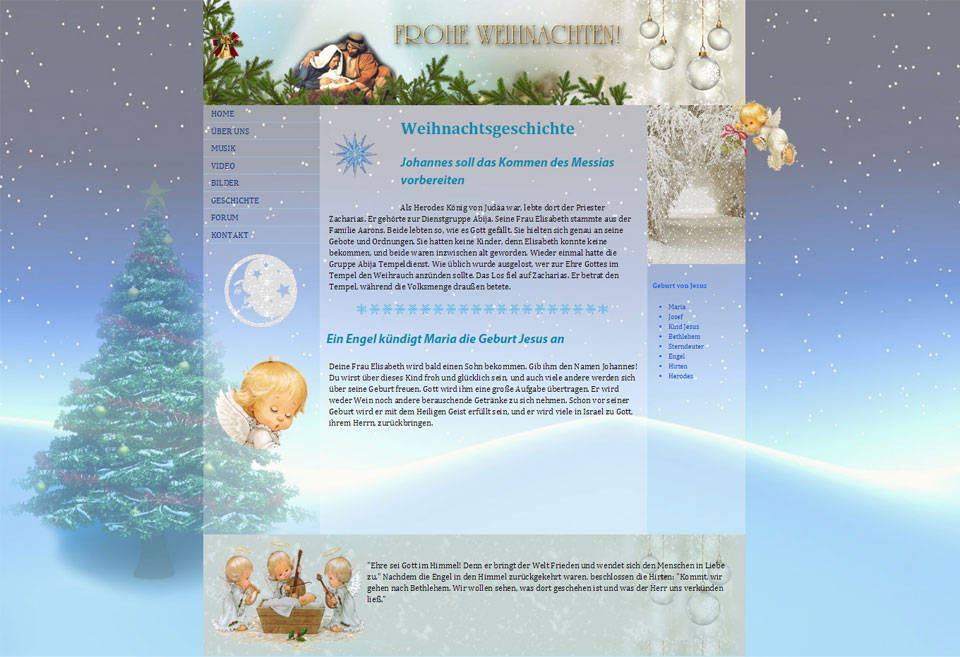 FROHE WEIHNACHTEN!
HOME
ÜBER UNS
MUSIK
VIDEO
BILDER
GESCHICHTE
FORUM
KONTAKT
Weihnachtsgeschichte
Johannes soll das Kommen des Messias
vorbereiten
Als Herodes König von Judäa war, lebte dort der Priester
Zacharias. Er gehörte zur Dienstgruppe Abija. Seine Frau Elisabeth stammte aus der
Familie Aarons. Beide lebten so, wie es Gott gefällt. Sie hielten sich genau an seine
Gebote und Ordnungen. Sie hatten keine Kinder, denn Elisabeth konnte keine
bekommen, und beide waren inzwischen alt geworden. Wieder einmal hatte die
Gruppe Abija Tempeldienst. Wie üblich wurde ausgelost, wer zur Ehre Gottes im
Tempel den Weihrauch anzünden sollte. Das Los fiel auf Zacharias. Er betrat den
Tempel, während die Volksmenge draußen betete.
Ein Engel kündigt Maria die Geburt Jesus an
Deine Frau Elisabeth wird bald einen Sohn bekommen. Gib ihm den Namen Johannes!
Du wirst über dieses Kind froh und glücklich sein, und auch viele andere werden sich
über seine Geburt freuen. Gott wird ihm eine große Aufgabe übertragen. Er wird
weder Wein noch andere berauschende Getränke zu sich nehmen. Schon vor seiner
Geburt wird er mit dem Heiligen Geist erfüllt sein, und er wird viele in Israel zu Gott,
ihrem Herrn, zurückbringen.
Geburt von Jesus
Maria
Josef
Kind Jesus
Bethlehem
Sterndeuter
Engel
Hirten
Herodes
"Ehre sei Gott im Himmel! Denn er bringt der Welt Frieden und wendet sich den Menschen in Liebe
zu." Nachdem die Engel in den Himmel zurückgekehrt waren, beschlossen die Hirten: "Kommt, wir
gehen nach Bethlehem. Wir wollen sehen, was dort geschehen ist und was der Herr uns verkünden
ließ."